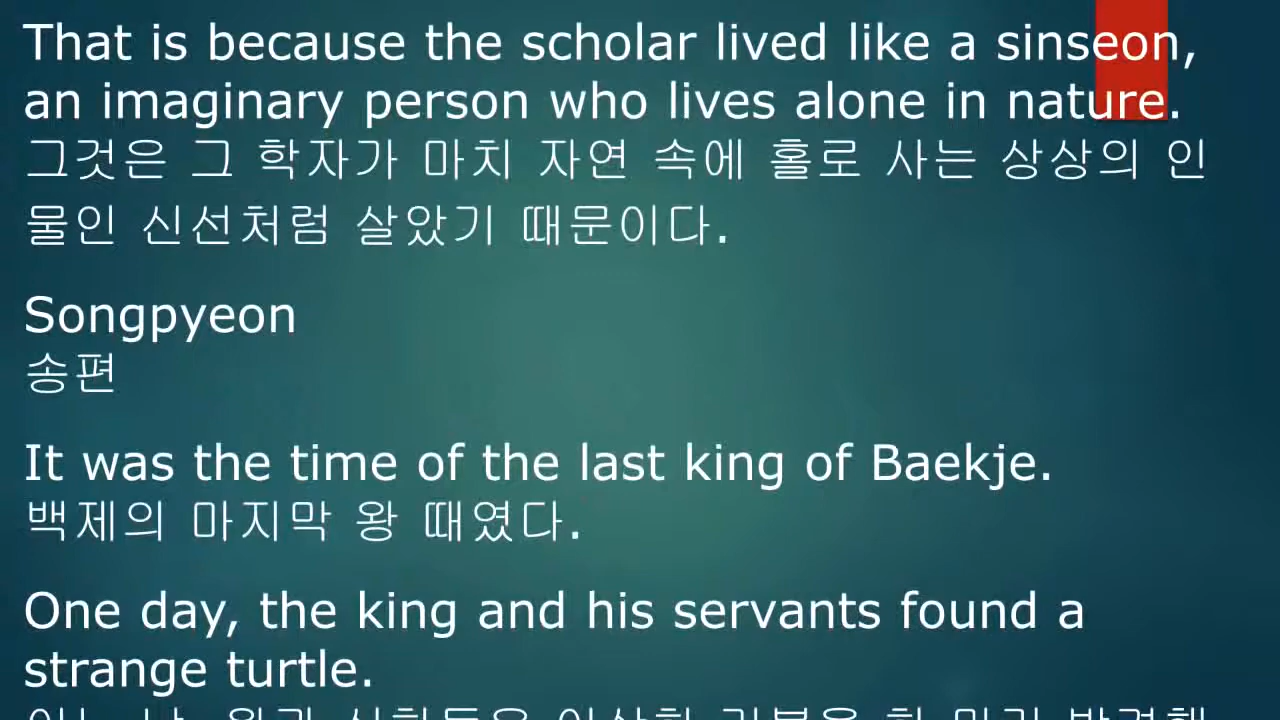 That is because the scholar lived like a sinseon,
an imaginary person who lives alone in nature.
그것은 그 학자가 마치 자연 속에 홀로 사는 상상의 인
물인 신선처럼 살았기 때문이다.
Songpyeon
송편
It was the time of the last king of Baekje.
백제의 마지막 왕 때였다.
One day, the king and his servants found a
strange turtle.